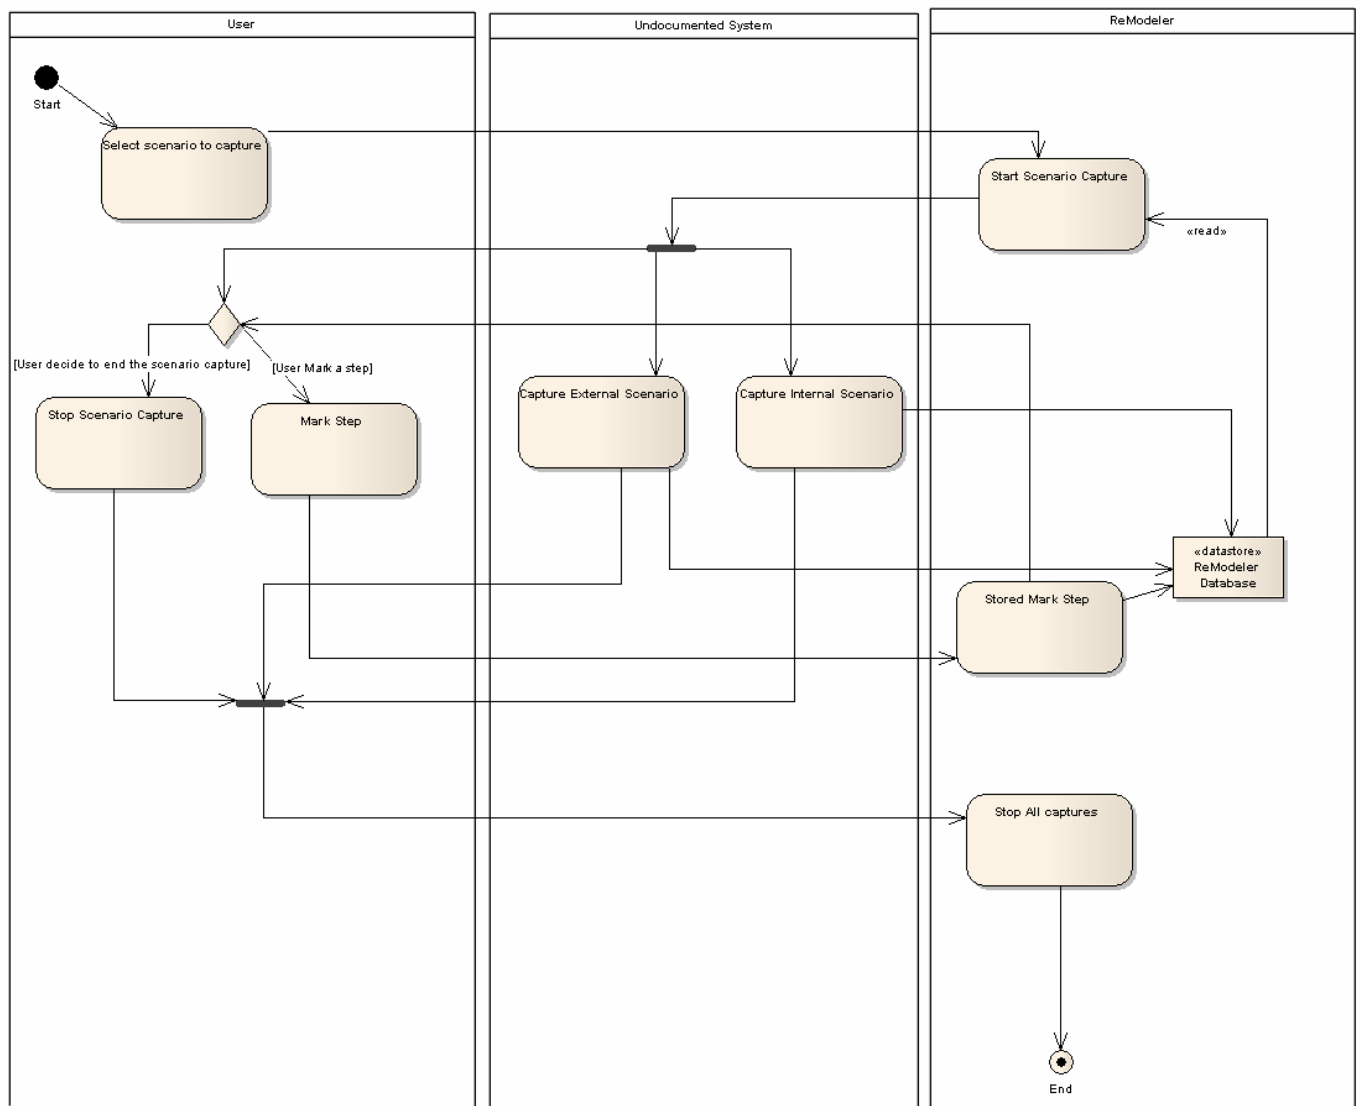 User
Undocumented System
ReModeler
Start
Select scenario to capture
Start Scenario Capture
«read»
[User decide to end the scenario capture]
[User Mark a step]
Stop Scenario Capture
Mark Step
Capture External Scenario
Capture Internal Scenario
«datastore»
ReModeler
Database
Stored Mark Step
Stop All captures
End